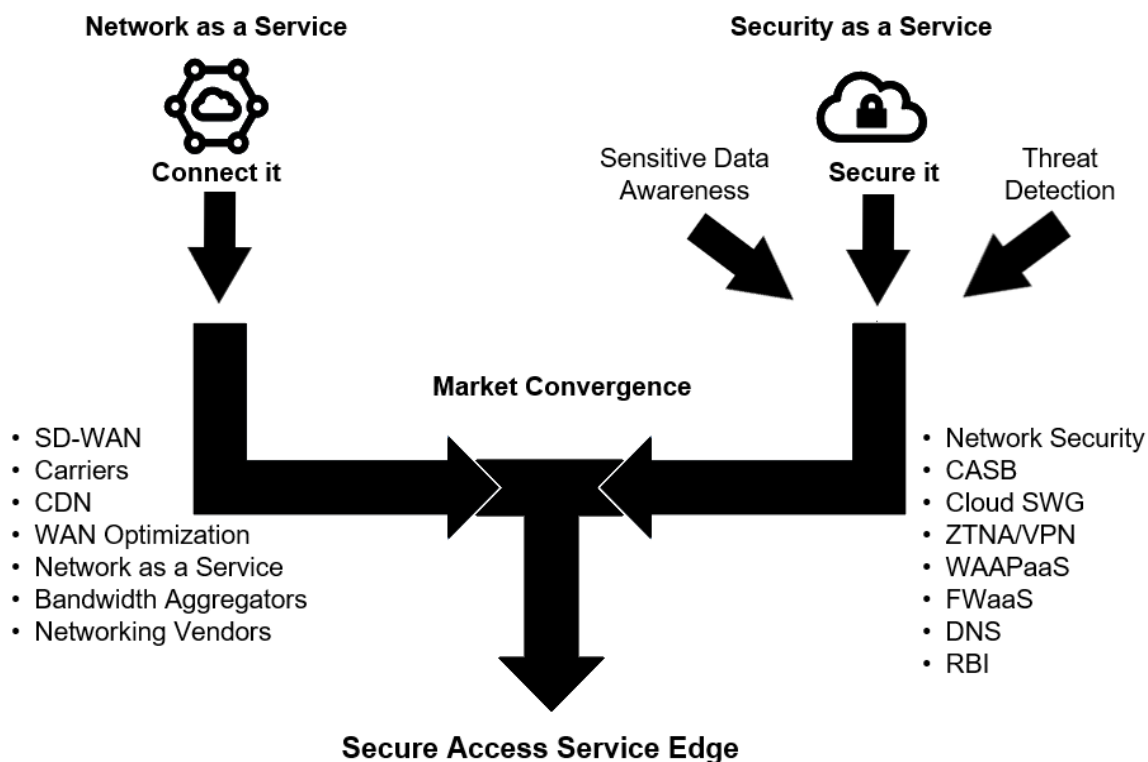 Network as a Service
Security as a Service
Connect it
Sensitive Data
Awareness
Secure it
Threat
Detection
Market Convergence
• SD-WAN
• Carriers
• CDN
• WAN Optimization
• Network as a Service
• Bandwidth Aggregators
• Networking Vendors
• Network Security
• CASB
• Cloud SWG
• ZTNA/VPN
• WAAPaaS
• FWaaS
• DNS
• RBI
Secure Access Service Edge